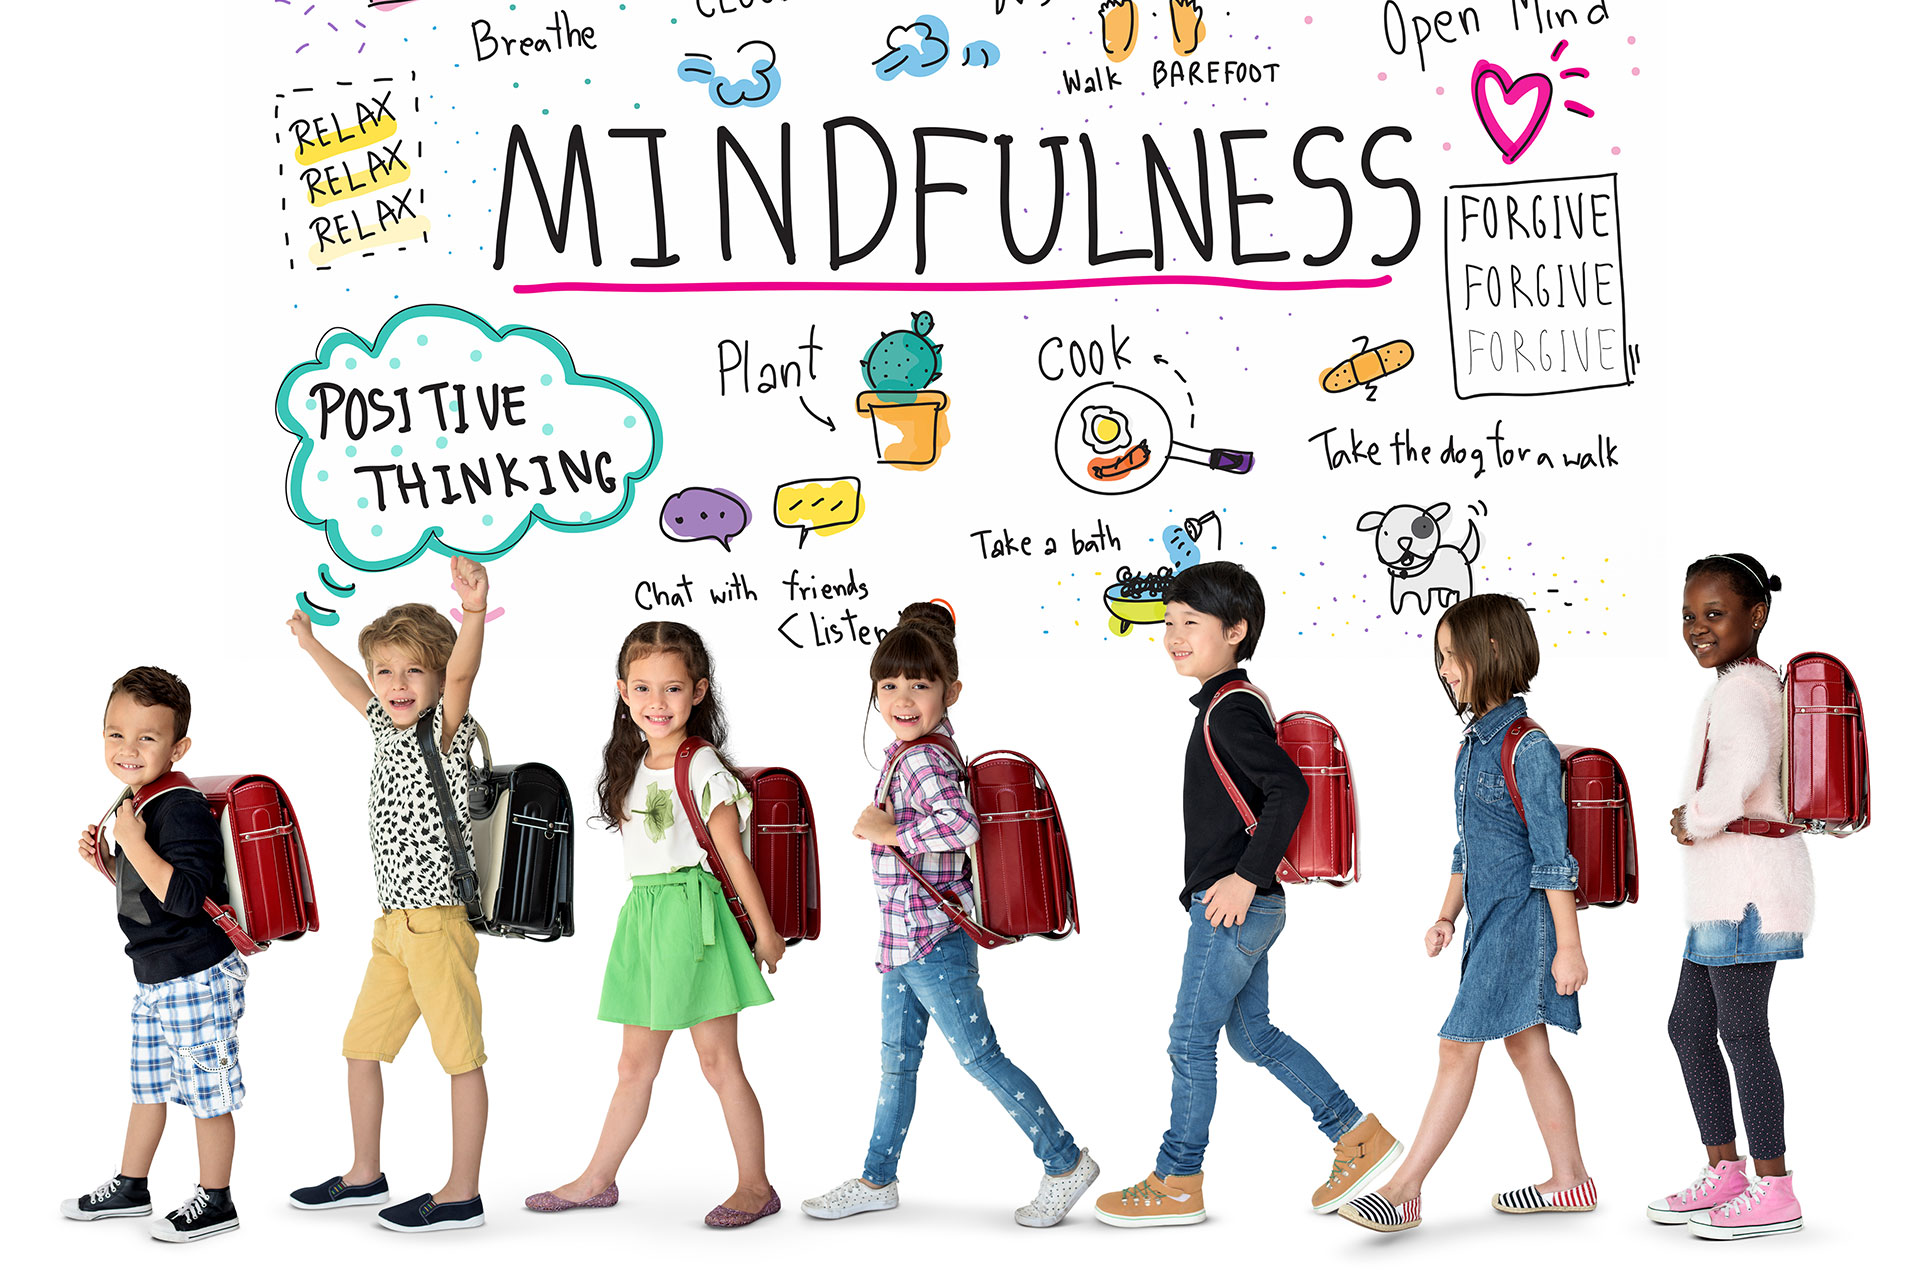 Breathe
Open Mind
Walk BAREFOOT
RELAX
RELAX
RELAX
MINDFULNESS
FORGIVE
FORGIVE
FORGIVE
POSITIVE
THINKING
Plant
Cook
Take the dog for a walk
Take a bath
Chat with friends
< Listen